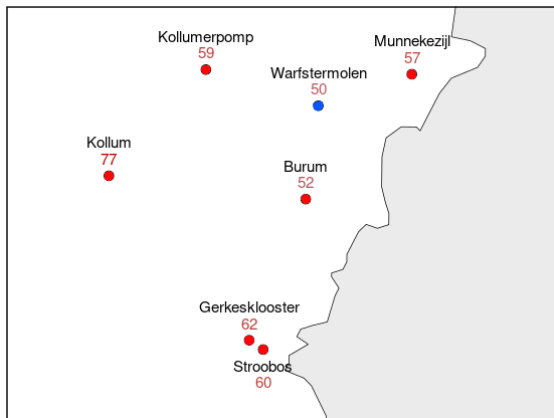 Kollumerpomp
59
Munnekezijl
57
Warfstermolen
50
Kollum
77
Burum
52
Gerkesklooster
62
Stroobos
60